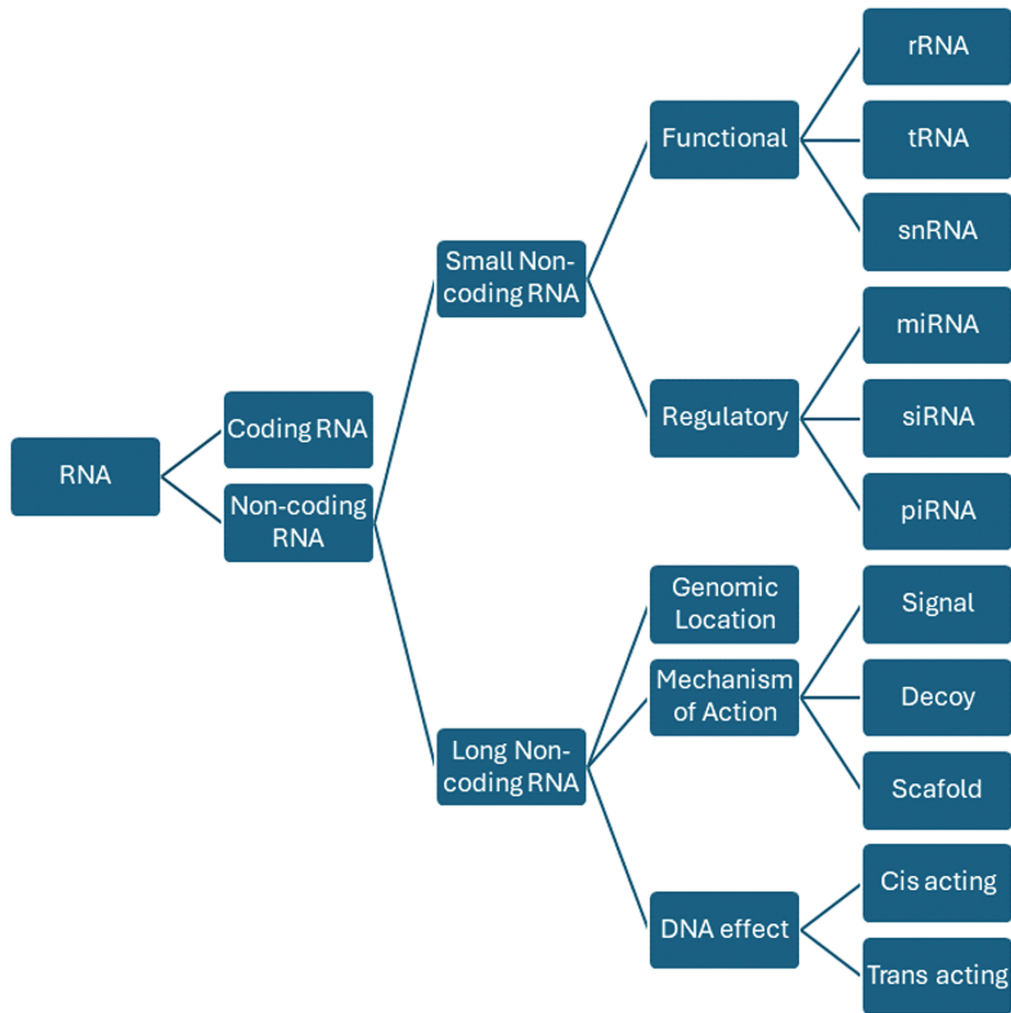 RNA
Coding RNA
Non-coding
RNA
Small Non-
coding RNA
Long Non-
coding RNA
Functional
Regulatory
Genomic
Location
Mechanism
of Action
DNA effect
rRNA
tRNA
snRNA
miRNA
siRNA
piRNA
Signal
Decoy
Scafold
Cis acting
Trans acting